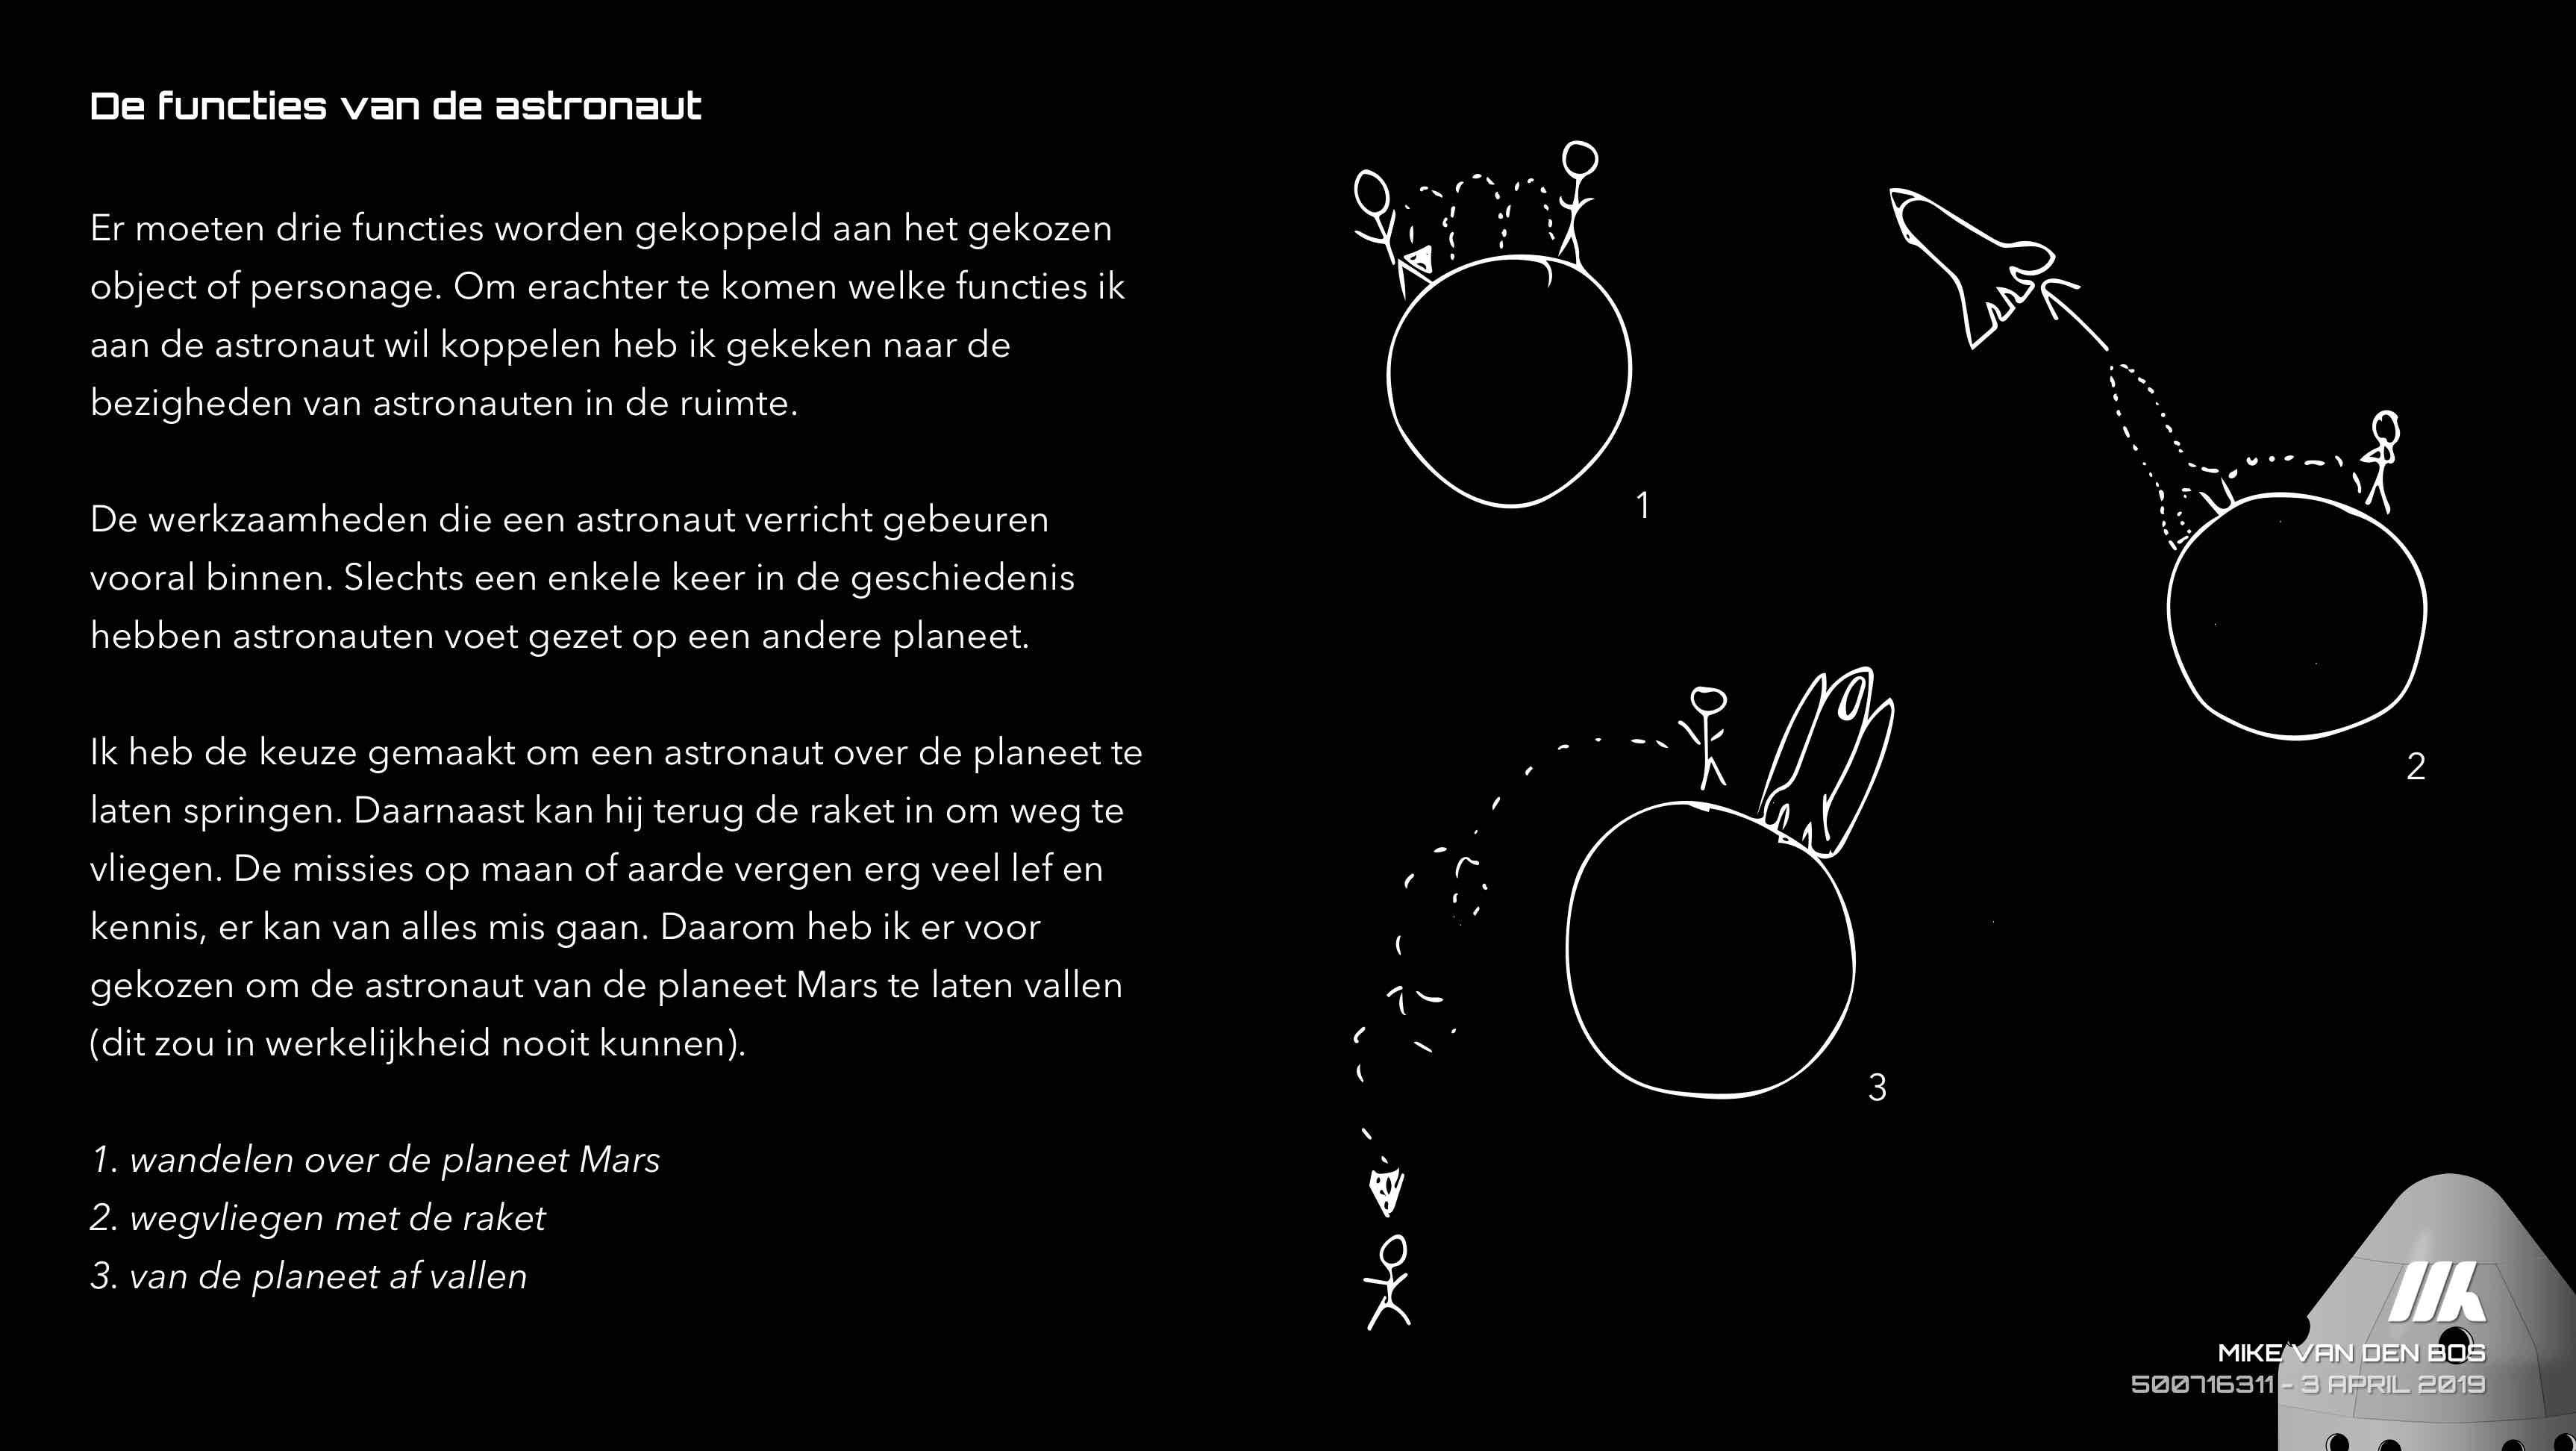 De functies van de astronaut
Er moeten drie functies worden gekoppeld aan het gekozen
object of personage. Om erachter te komen welke functies ik
aan de astronaut wil koppelen heb ik gekeken naar de
bezigheden van astronauten in de ruimte.
De werkzaamheden die een astronaut verricht gebeuren
vooral binnen. Slechts een enkele keer in de geschiedenis
hebben astronauten voet gezet op een andere planeet.
Ik heb de keuze gemaakt om een astronaut over de planeet te
laten springen. Daarnaast kan hij terug de raket in om weg te
vliegen. De missies op maan of aarde vergen erg veel lef en
kennis, er kan van alles mis gaan. Daarom heb ik er voor
gekozen om de astronaut van de planeet Mars te laten vallen
(dit zou in werkelijkheid nooit kunnen).
1. wandelen over de planeet Mars
2. wegvliegen met de raket
3. van de planeet af vallen
1
2
3
MIKE VAN DEN BOS
500716311 - 3 APRIL 2019